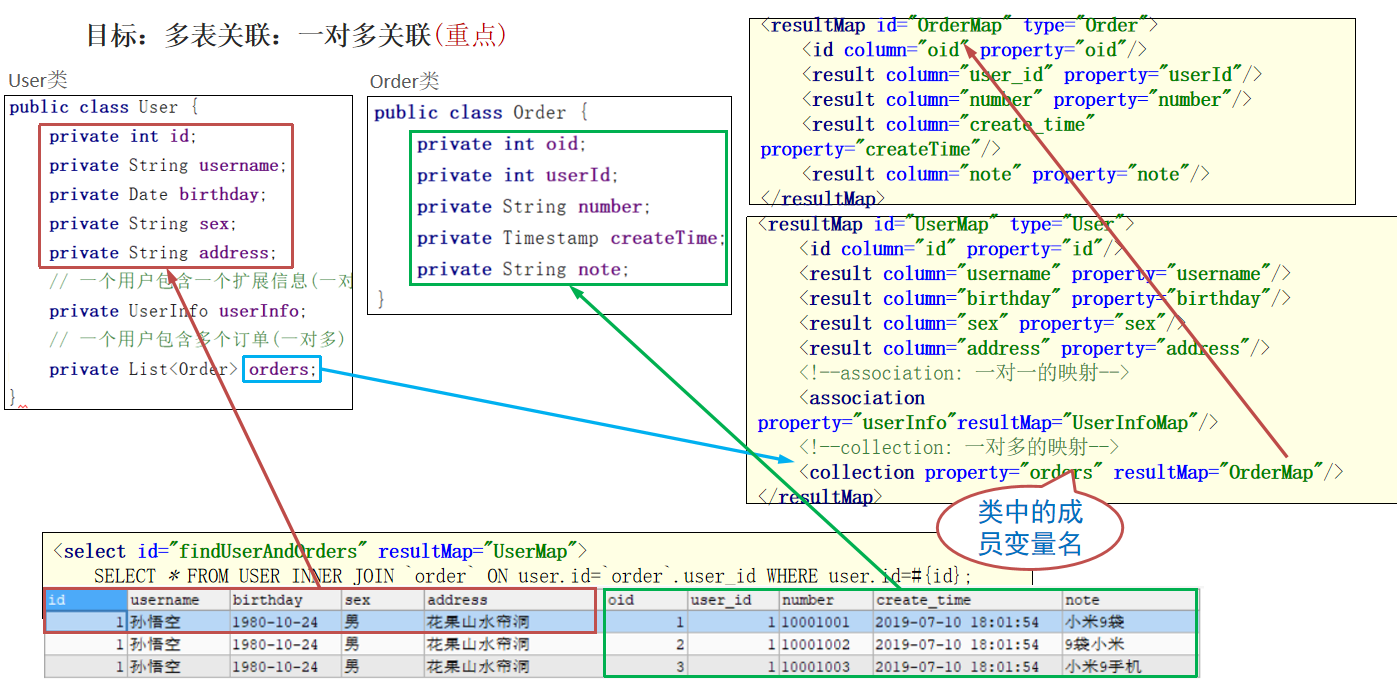 目标：多表关联：一对多关联(重点)
User类
public class User {
private int id;
private String username;
private Date birthday;
private String sex;
private String address;
// 一个用户包含一个扩展信息(一对
private UserInfo userInfo;
// 一个用户包含多个订单(一对多)
private List<Order> orders;
}
Order类
public class Order {
private int oid;
private int userId;
private String number;
private Timestamp createTime;
private String note;
}
<resultMap id="OrderMap" type="Order">
<id column="oid" property="oid"/>
<result column="user_id" property="userId"/>
<result column="number" property="number"/>
<result column="create_time"
property="createTime"/>
<result column="note" property="note"/>
</resultMap>
<resultMap id="UserMap" type="User">
<id column="id" property="id"/>
<result column="username" property="username"/>
<result column="birthday" property="birthday"/>
<result column="sex" property="sex"/>
<result column="address" property="address"/>
<!--association: 一对一的映射-->
<association
property="userInfo"resultMap="UserInfoMap"/>
<!--collection: 一对多的映射-->
<collection property="orders" resultMap="OrderMap"/>
</resultMap>
类中的成
员变量名
<select id="findUserAndOrders" resultMap="UserMap">
SELECT * FROM USER INNER JOIN `order` ON user.id=`order`.user_id WHERE user.id=#{id};
id username birthday sex address oid user_id number create_time note
1 孙悟空 1980-10-24 男 花果山水帘洞 1 1 10001001 2019-07-10 18:01:54 小米9袋
1 孙悟空 1980-10-24 男 花果山水帘洞 2 1 10001002 2019-07-10 18:01:54 9袋小米
1 孙悟空 1980-10-24 男 花果山水帘洞 3 1 10001003 2019-07-10 18:01:54 小米9手机